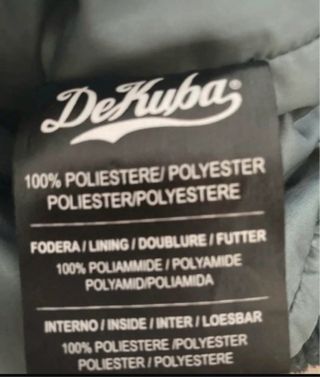 DeKuba®
100% POLIESTERE/ POLYESTER
POLIESTER/POLYESTERE
FODERA / LINING / DOUBLURE / FUTTER
100% POLIAMMIDE / POLYAMIDE
POLYAMID/POLIAMIDA
INTERNO / INSIDE / INTER / LOESBAR
100% POLIESTERE /POLYESTER
POLIESTER / POLYESTERE